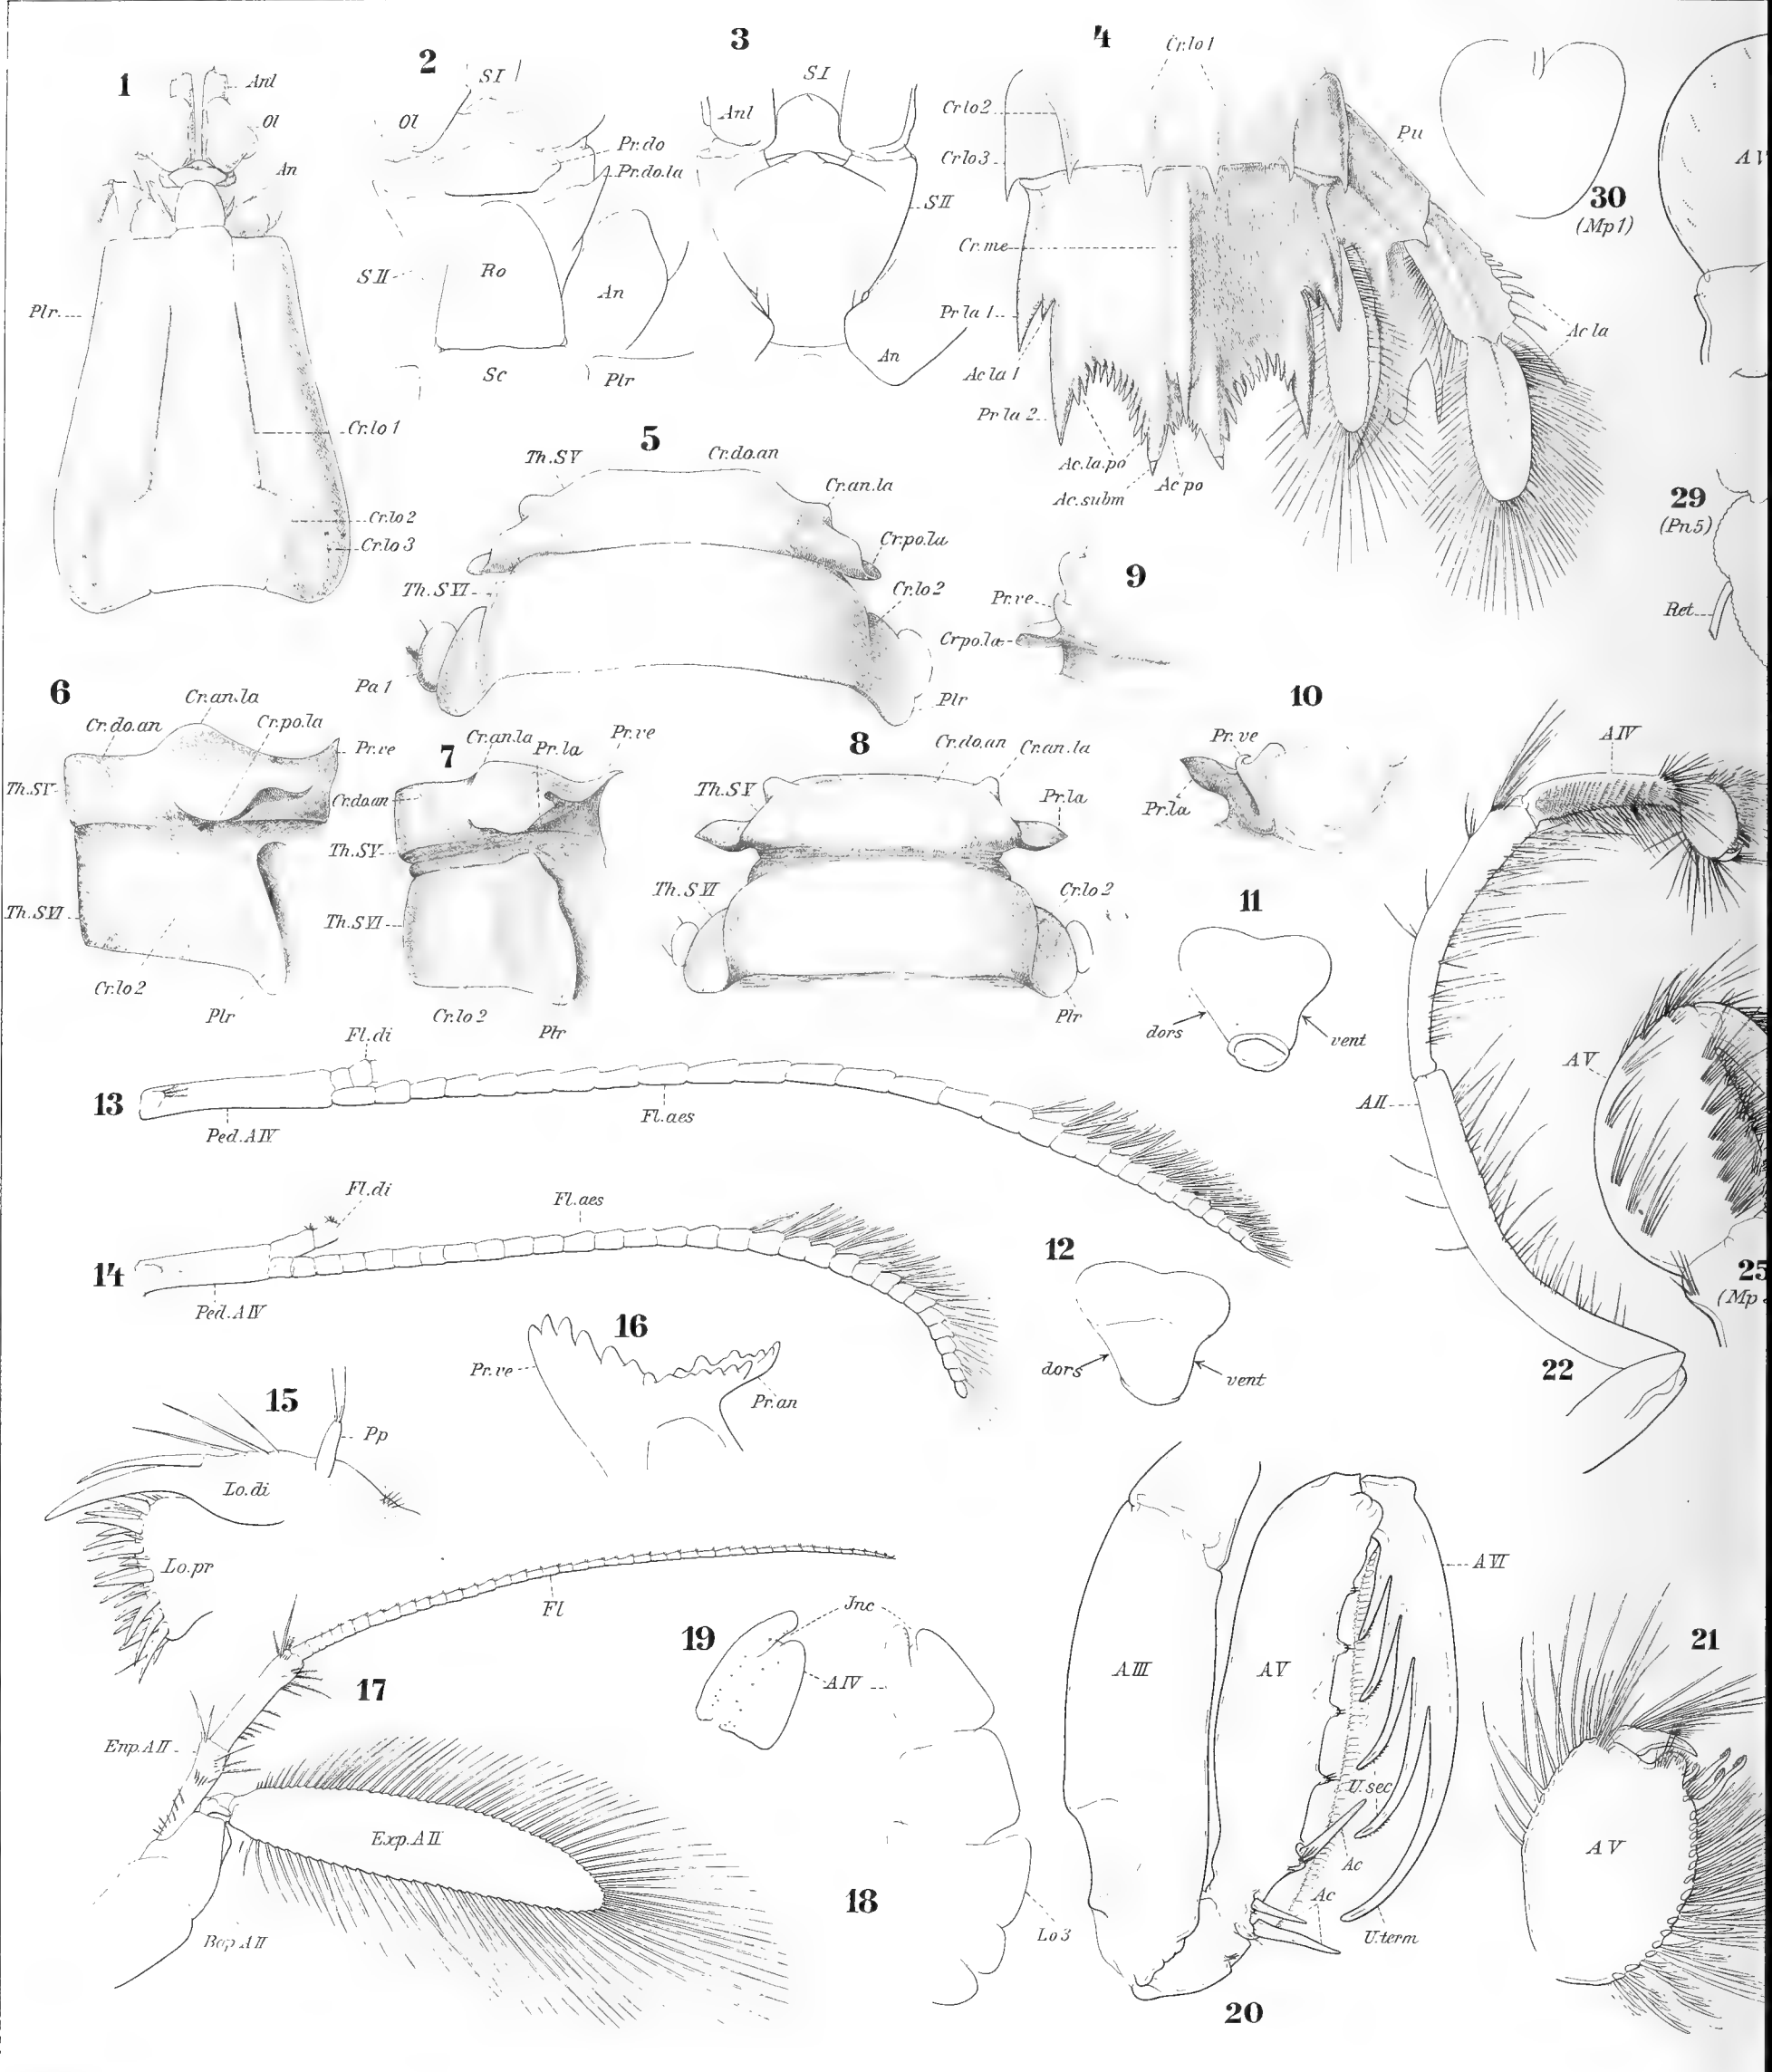 1
Anl
Ol
An
Plr.
Cr.lo 1
Cr.lo 2
Cr.lo 3
2
S I
Ol
Pr.do
Pr.do.la
S II
Ro
An
Sc
Plr
3
S I
Anl
S II
An
4
Cr.lo 1
Cr.lo 2
Cr.lo 3
Cr.me
Pr.la 1
Ac.la 1
Pr.la 2
Ac.la.po
Ac.subm
Ac.po
Pu
Ac.la
30
(Mp 1)
29
(Pn 5)
Ret
5
Th.S V
Cr.do.an
Cr.an.la
Cr.po.la
Th.S VI
Cr.lo 2
Pa 1
Plr
9
Pr.ve
Cr.po.la
6
Cr.an.la
Cr.do.an
Cr.po.la
Pr.ve
Th.S V
Th.S VI
Cr.lo 2
Plr
7
Cr.an.la
Pr.la
Pr.ve
Cr.do.an
Th.S V
Th.S VI
Cr.lo 2
Plr
8
Cr.do.an
Cr.an.la
Th.S V
Pr.la
Th.S VI
Cr.lo 2
Plr
10
Pr.ve
Pr.la
11
dors
vent
12
dors
vent
13
Fl.di
Ped.A IV
Fl.aes
14
Fl.di
Fl.aes
Ped.A IV
22
A IV
A II
25
A V
15
Pp
Lo.di
Lo.pr
16
Pr.ve
Pr.an
17
Fl
Enp.A II
Exp.A II
Bap.A II
19
Jnc
A IV
18
Lo 3
20
A III
A V
A VI
U.sec
Ac
Ac
U.term
21
A V